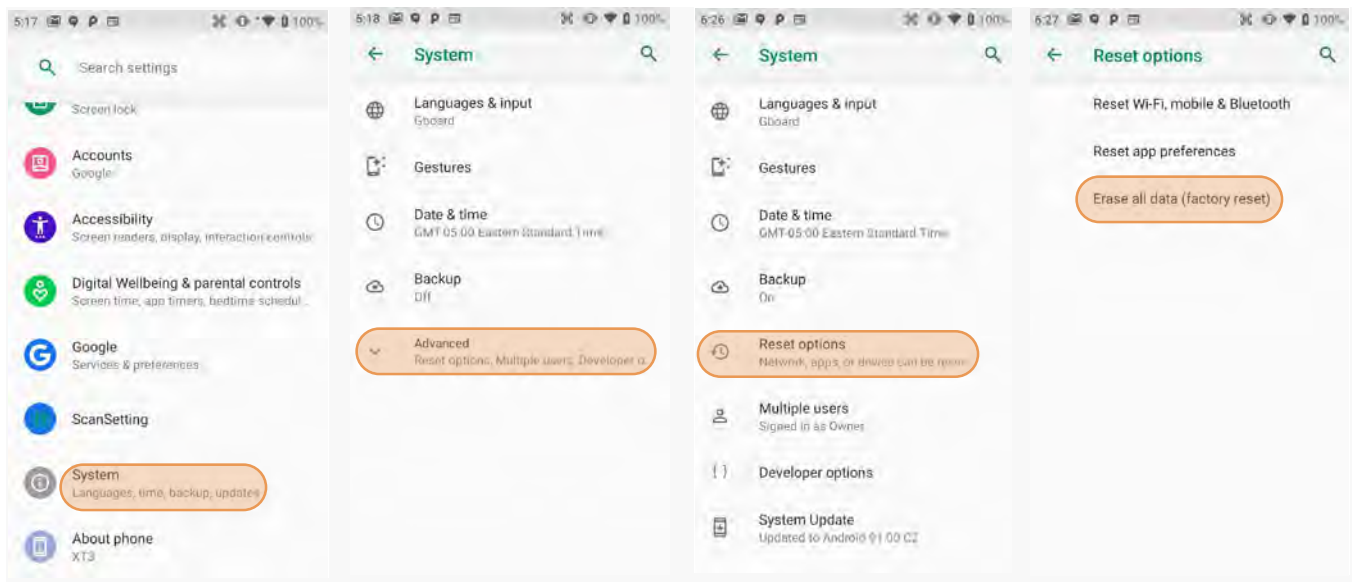 5:17
100%
Search settings
Screen lock
Accounts
Google
Accessibility
Screen readers, display, interaction controls
Digital Wellbeing & parental controls
Screen time, app timers, bedtime schedul...
Google
Services & preferences
ScanSetting
System
Languages, time, backup, updates
About phone
XT3
5:18
100%
System
Languages & input
Gboard
Gestures
Date & time
GMT-05:00 Eastern Standard Time
Backup
Off
Advanced
Reset options, Multiple users, Developer o
6:26
100%
System
Languages & input
Gboard
Gestures
Date & time
GMT-05:00 Eastern Standard Time
Backup
On
Reset options
Network, apps, or device can be reset
Multiple users
Signed in as Owner
Developer options
System Update
Updated to Android
6:27
100%
Reset options
Reset Wi-Fi, mobile & Bluetooth
Reset app preferences
Erase all data (factory reset)